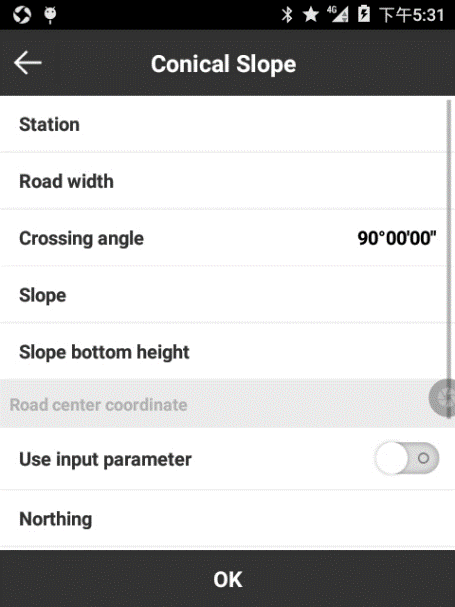 4G 下午5:31
Conical Slope
Station
Road width
Crossing angle 90°00'00"
Slope
Slope bottom height
Road center coordinate
Use input parameter
Northing
OK